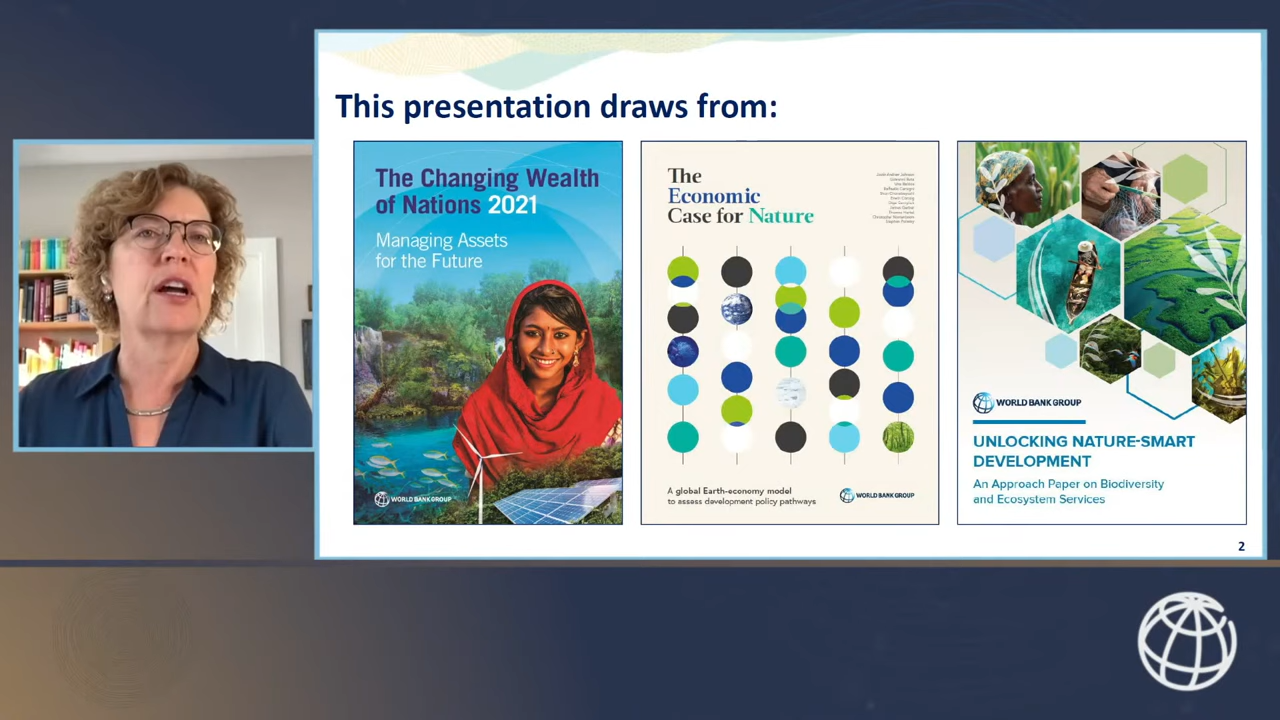 This presentation draws from:
The Changing Wealth
of Nations 2021
Managing Assets
for the Future
WORLD BANK GROUP
The
Economic
Case for Nature
A global Earth-economy model
to assess development policy pathways
WORLD BANK GROUP
WORLD BANK GROUP
UNLOCKING NATURE-SMART
DEVELOPMENT
An Approach Paper on Biodiversity
and Ecosystem Services
2